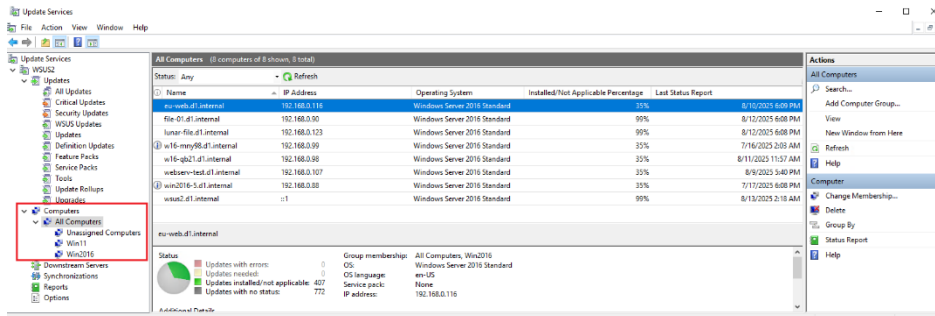 Update Services
File Action View Window Help
Update Services
WSUS2
Updates
All Updates
Critical Updates
Security Updates
WSUS Updates
Updates
Definition Updates
Feature Packs
Service Packs
Tools
Update Rollups
Upgrades
Computers
All Computers
Unassigned Computers
Win11
Win2016
Downstream Servers
Synchronizations
Reports
Options
All Computers (8 computers of 8 shown, 8 total)
Status: Any Refresh
Name IP Address Operating System Installed/Not Applicable Percentage Last Status Report
eu-web.d1.internal 192.168.0.116 Windows Server 2016 Standard 35% 8/10/2025 6:09 PM
file-01.d1.internal 192.168.0.90 Windows Server 2016 Standard 99% 8/12/2025 6:08 PM
lunar-file.d1.internal 192.168.0.123 Windows Server 2016 Standard 99% 8/12/2025 6:08 PM
w16-mny98.d1.internal 192.168.0.99 Windows Server 2016 Standard 35% 7/16/2025 2:03 AM
w16-qb21.d1.internal 192.168.0.98 Windows Server 2016 Standard 35% 8/11/2025 11:57 AM
webserv-test.d1.internal 192.168.0.107 Windows Server 2016 Standard 35% 8/9/2025 5:40 PM
win2016-5.d1.internal 192.168.0.88 Windows Server 2016 Standard 35% 7/17/2025 6:08 PM
wsus2.d1.internal ::1 Windows Server 2016 Standard 99% 8/13/2025 2:18 AM
eu-web.d1.internal
Status
Updates with errors: 0
Updates needed: 0
Updates installed/not applicable: 407
Updates with no status: 772
Group membership: All Computers, Win2016
OS: Windows Server 2016 Standard
OS language: en-US
Service pack: None
IP address: 192.168.0.116
Additional Details
Actions
All Computers
Search...
Add Computer Group...
View
New Window from Here
Refresh
Help
Computer
Change Membership...
Delete
Group By
Status Report
Help